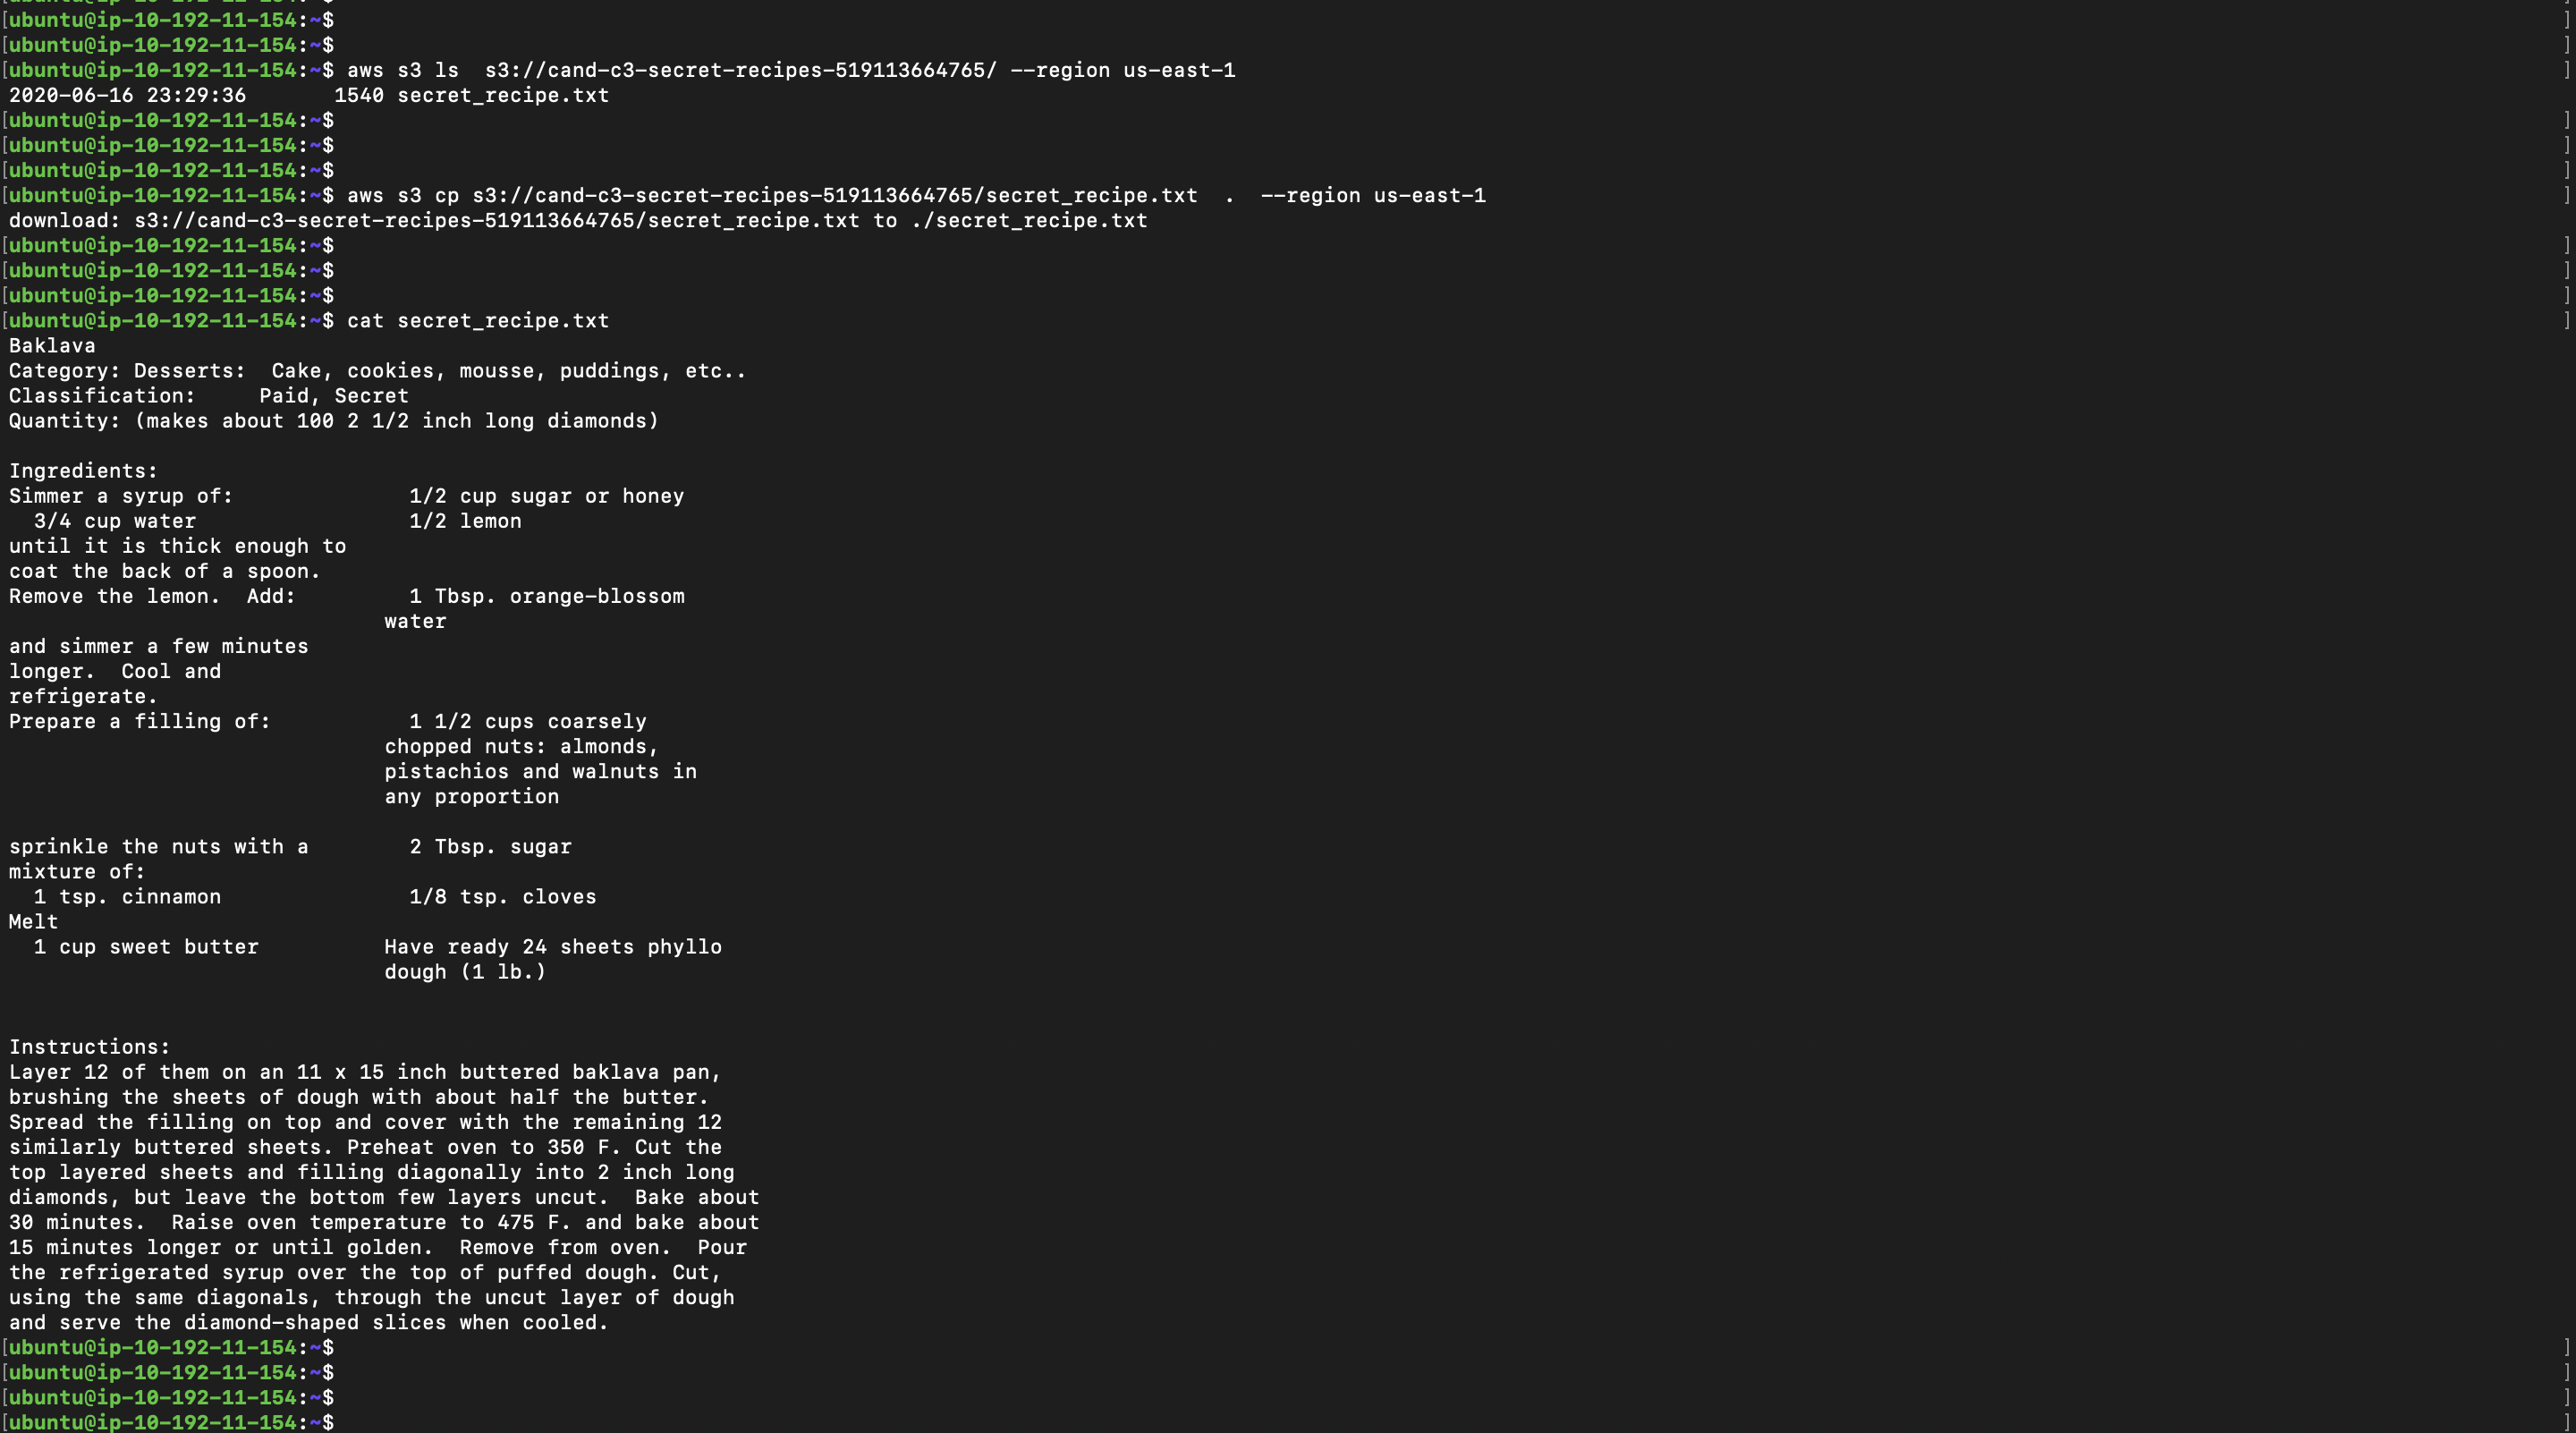 [ubuntu@ip-10-192-11-154:~$ ]
[ubuntu@ip-10-192-11-154:~$ ]
[ubuntu@ip-10-192-11-154:~$ aws s3 ls  s3://cand-c3-secret-recipes-519113664765/ --region us-east-1 ]
2020-06-16 23:29:36       1540 secret_recipe.txt
[ubuntu@ip-10-192-11-154:~$ ]
[ubuntu@ip-10-192-11-154:~$ ]
[ubuntu@ip-10-192-11-154:~$ ]
[ubuntu@ip-10-192-11-154:~$ aws s3 cp s3://cand-c3-secret-recipes-519113664765/secret_recipe.txt  .  --region us-east-1 ]
download: s3://cand-c3-secret-recipes-519113664765/secret_recipe.txt to ./secret_recipe.txt
[ubuntu@ip-10-192-11-154:~$ ]
[ubuntu@ip-10-192-11-154:~$ ]
[ubuntu@ip-10-192-11-154:~$ ]
[ubuntu@ip-10-192-11-154:~$ cat secret_recipe.txt ]
Baklava
Category: Desserts:  Cake, cookies, mousse, puddings, etc..
Classification:     Paid, Secret
Quantity: (makes about 100 2 1/2 inch long diamonds)
Ingredients:
Simmer a syrup of:              1/2 cup sugar or honey
  3/4 cup water                 1/2 lemon
until it is thick enough to
coat the back of a spoon.
Remove the lemon.  Add:         1 Tbsp. orange-blossom
                              water
and simmer a few minutes
longer.  Cool and
refrigerate.
Prepare a filling of:           1 1/2 cups coarsely
                              chopped nuts: almonds,
                              pistachios and walnuts in
                              any proportion
sprinkle the nuts with a        2 Tbsp. sugar
mixture of:
  1 tsp. cinnamon               1/8 tsp. cloves
Melt
  1 cup sweet butter          Have ready 24 sheets phyllo
                              dough (1 lb.)
Instructions:
Layer 12 of them on an 11 x 15 inch buttered baklava pan,
brushing the sheets of dough with about half the butter.
Spread the filling on top and cover with the remaining 12
similarly buttered sheets. Preheat oven to 350 F. Cut the
top layered sheets and filling diagonally into 2 inch long
diamonds, but leave the bottom few layers uncut.  Bake about
30 minutes.  Raise oven temperature to 475 F. and bake about
15 minutes longer or until golden.  Remove from oven.  Pour
the refrigerated syrup over the top of puffed dough. Cut,
using the same diagonals, through the uncut layer of dough
and serve the diamond-shaped slices when cooled.
[ubuntu@ip-10-192-11-154:~$ ]
[ubuntu@ip-10-192-11-154:~$ ]
[ubuntu@ip-10-192-11-154:~$ ]
[ubuntu@ip-10-192-11-154:~$ ]